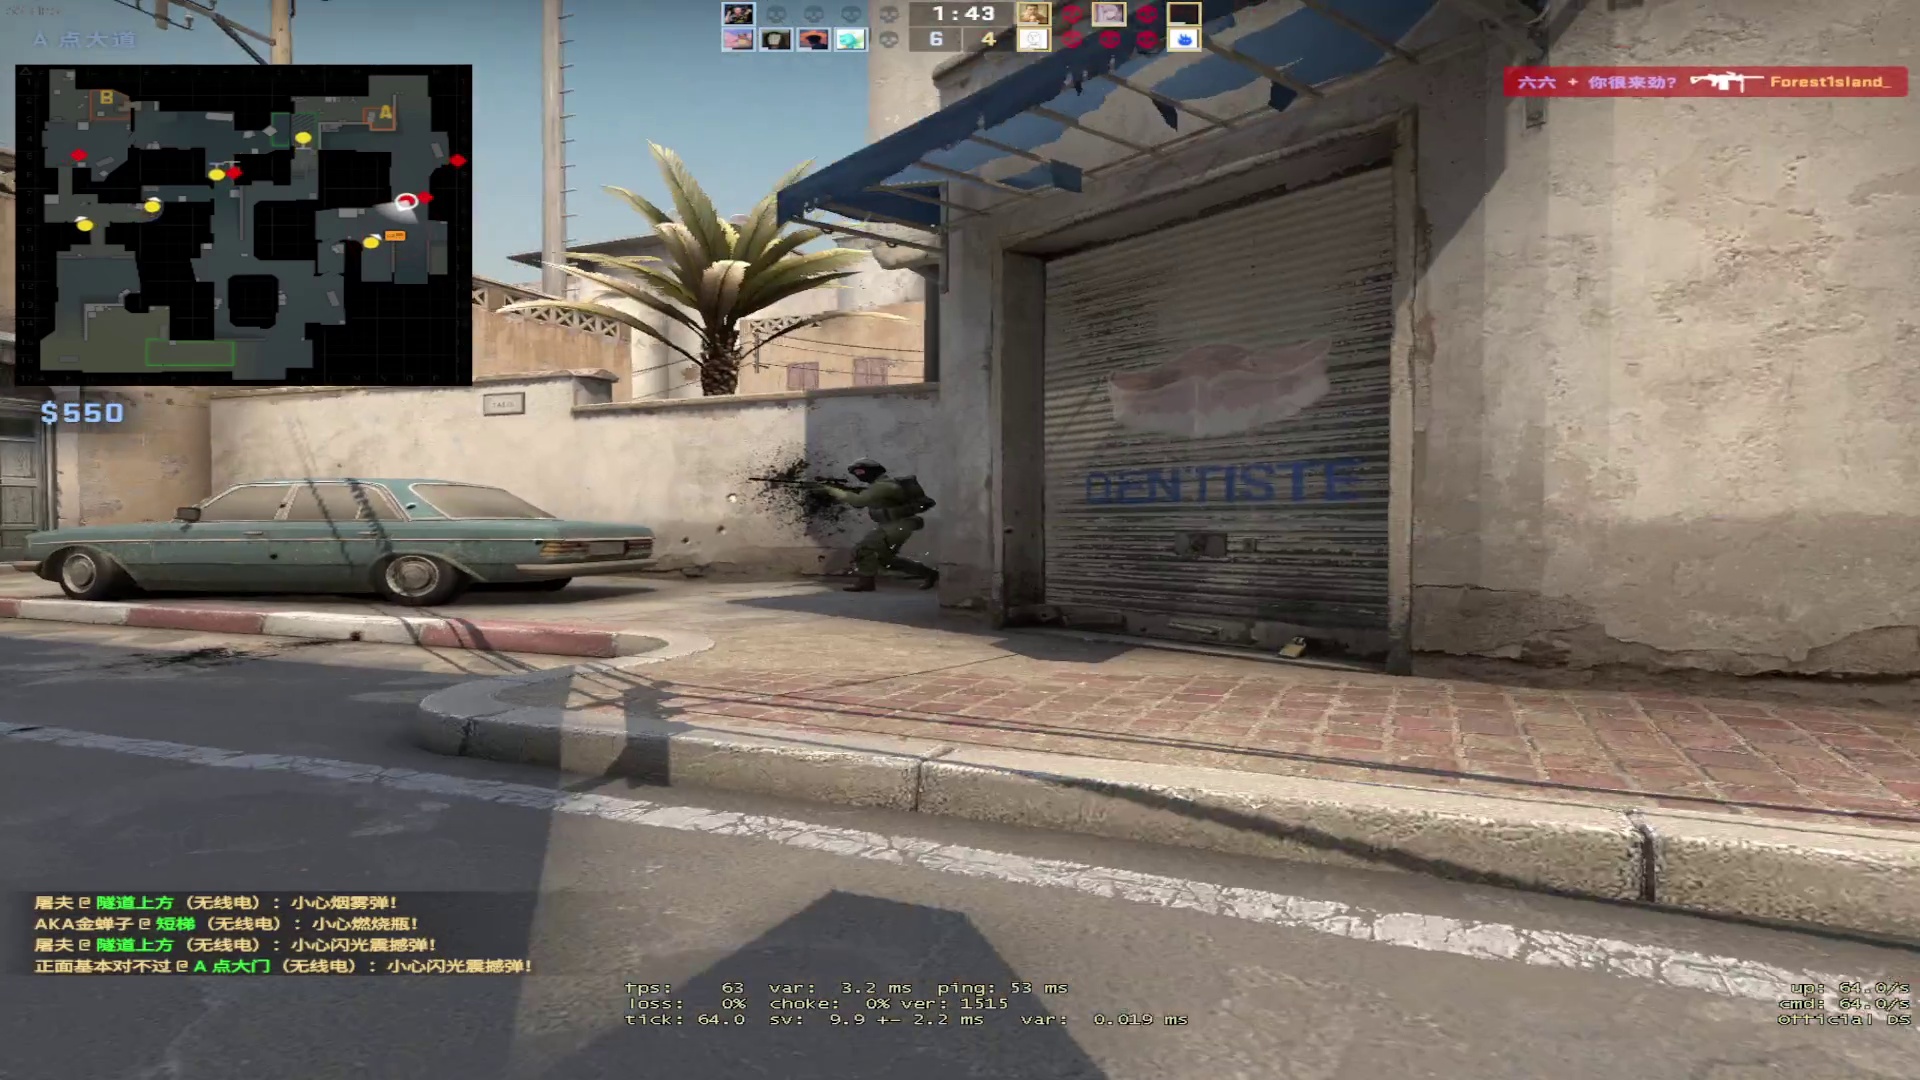 A 点大道
1:43
6 4
六六 + 你很来劲? Forest1sland_
B
A
$550
DENTISTE
屠夫 @ 隧道上方 (无线电): 小心烟雾弹!
AKA金蝉子 @ 短梯 (无线电): 小心燃烧瓶!
屠夫 @ 隧道上方 (无线电): 小心闪光震撼弹!
正面基本对不过 @ A 点大门 (无线电): 小心闪光震撼弹!
fps: 63 var: 3.2 ms ping: 53 ms
loss: 0% choke: 0% ver: 1515
tick: 64.0 sv: 9.9 +- 2.2 ms var: 0.019 ms
up: 64.0/s
cmd: 64.0/s
Official DS